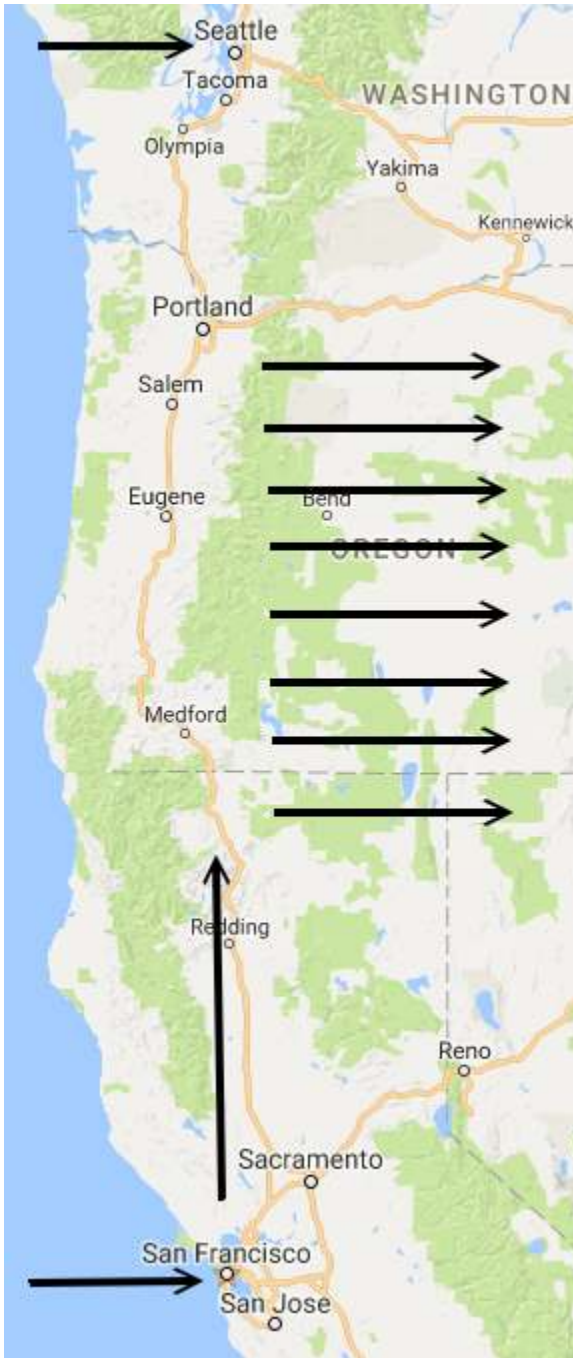 Seattle
Tacoma
WASHINGTON
Olympia
Yakima
Kennewick
Portland
Salem
Eugene
Bend
OREGON
Medford
Redding
Reno
Sacramento
San Francisco
San Jose